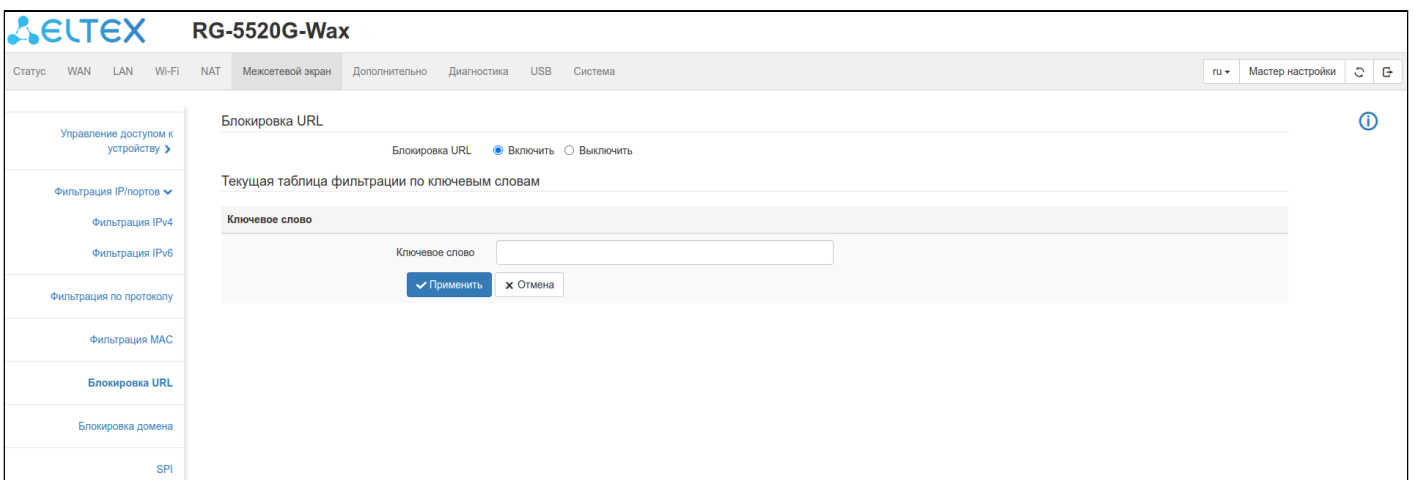 ELTEX RG-5520G-Wax
Статус WAN LAN Wi-Fi NAT Межсетевой экран Дополнительно Диагностика USB Система ru Мастер настройки
Управление доступом к
устройству
Фильтрация IP/портов
Фильтрация IPv4
Фильтрация IPv6
Фильтрация по протоколу
Фильтрация MAC
Блокировка URL
Блокировка домена
SPI
Блокировка URL
Блокировка URL Включить Выключить
Текущая таблица фильтрации по ключевым словам
Ключевое слово
Ключевое слово
Применить Отмена